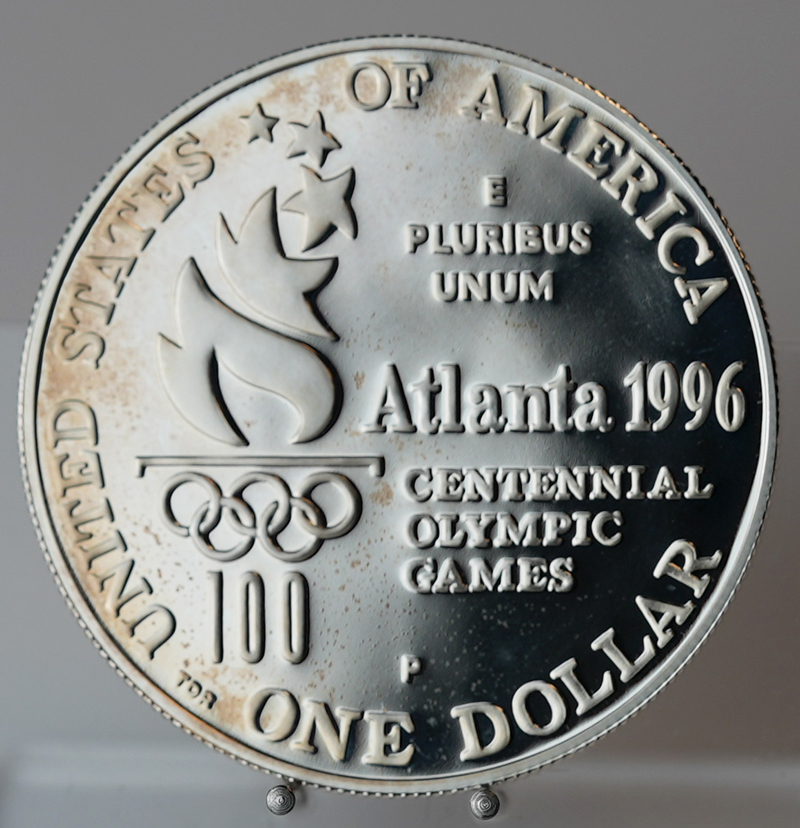 UNITED STATES OF AMERICA
E
PLURIBUS
UNUM
Atlanta 1996
CENTENNIAL
OLYMPIC
GAMES
100
P
TDR
ONE DOLLAR